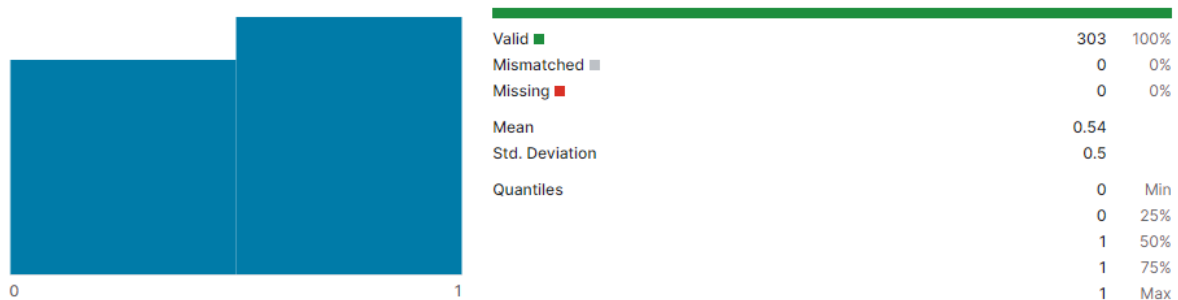 Valid 303 100%
Mismatched 0 0%
Missing 0 0%
Mean 0.54
Std. Deviation 0.5
Quantiles 0 Min
0 25%
1 50%
1 75%
0 1 1 Max